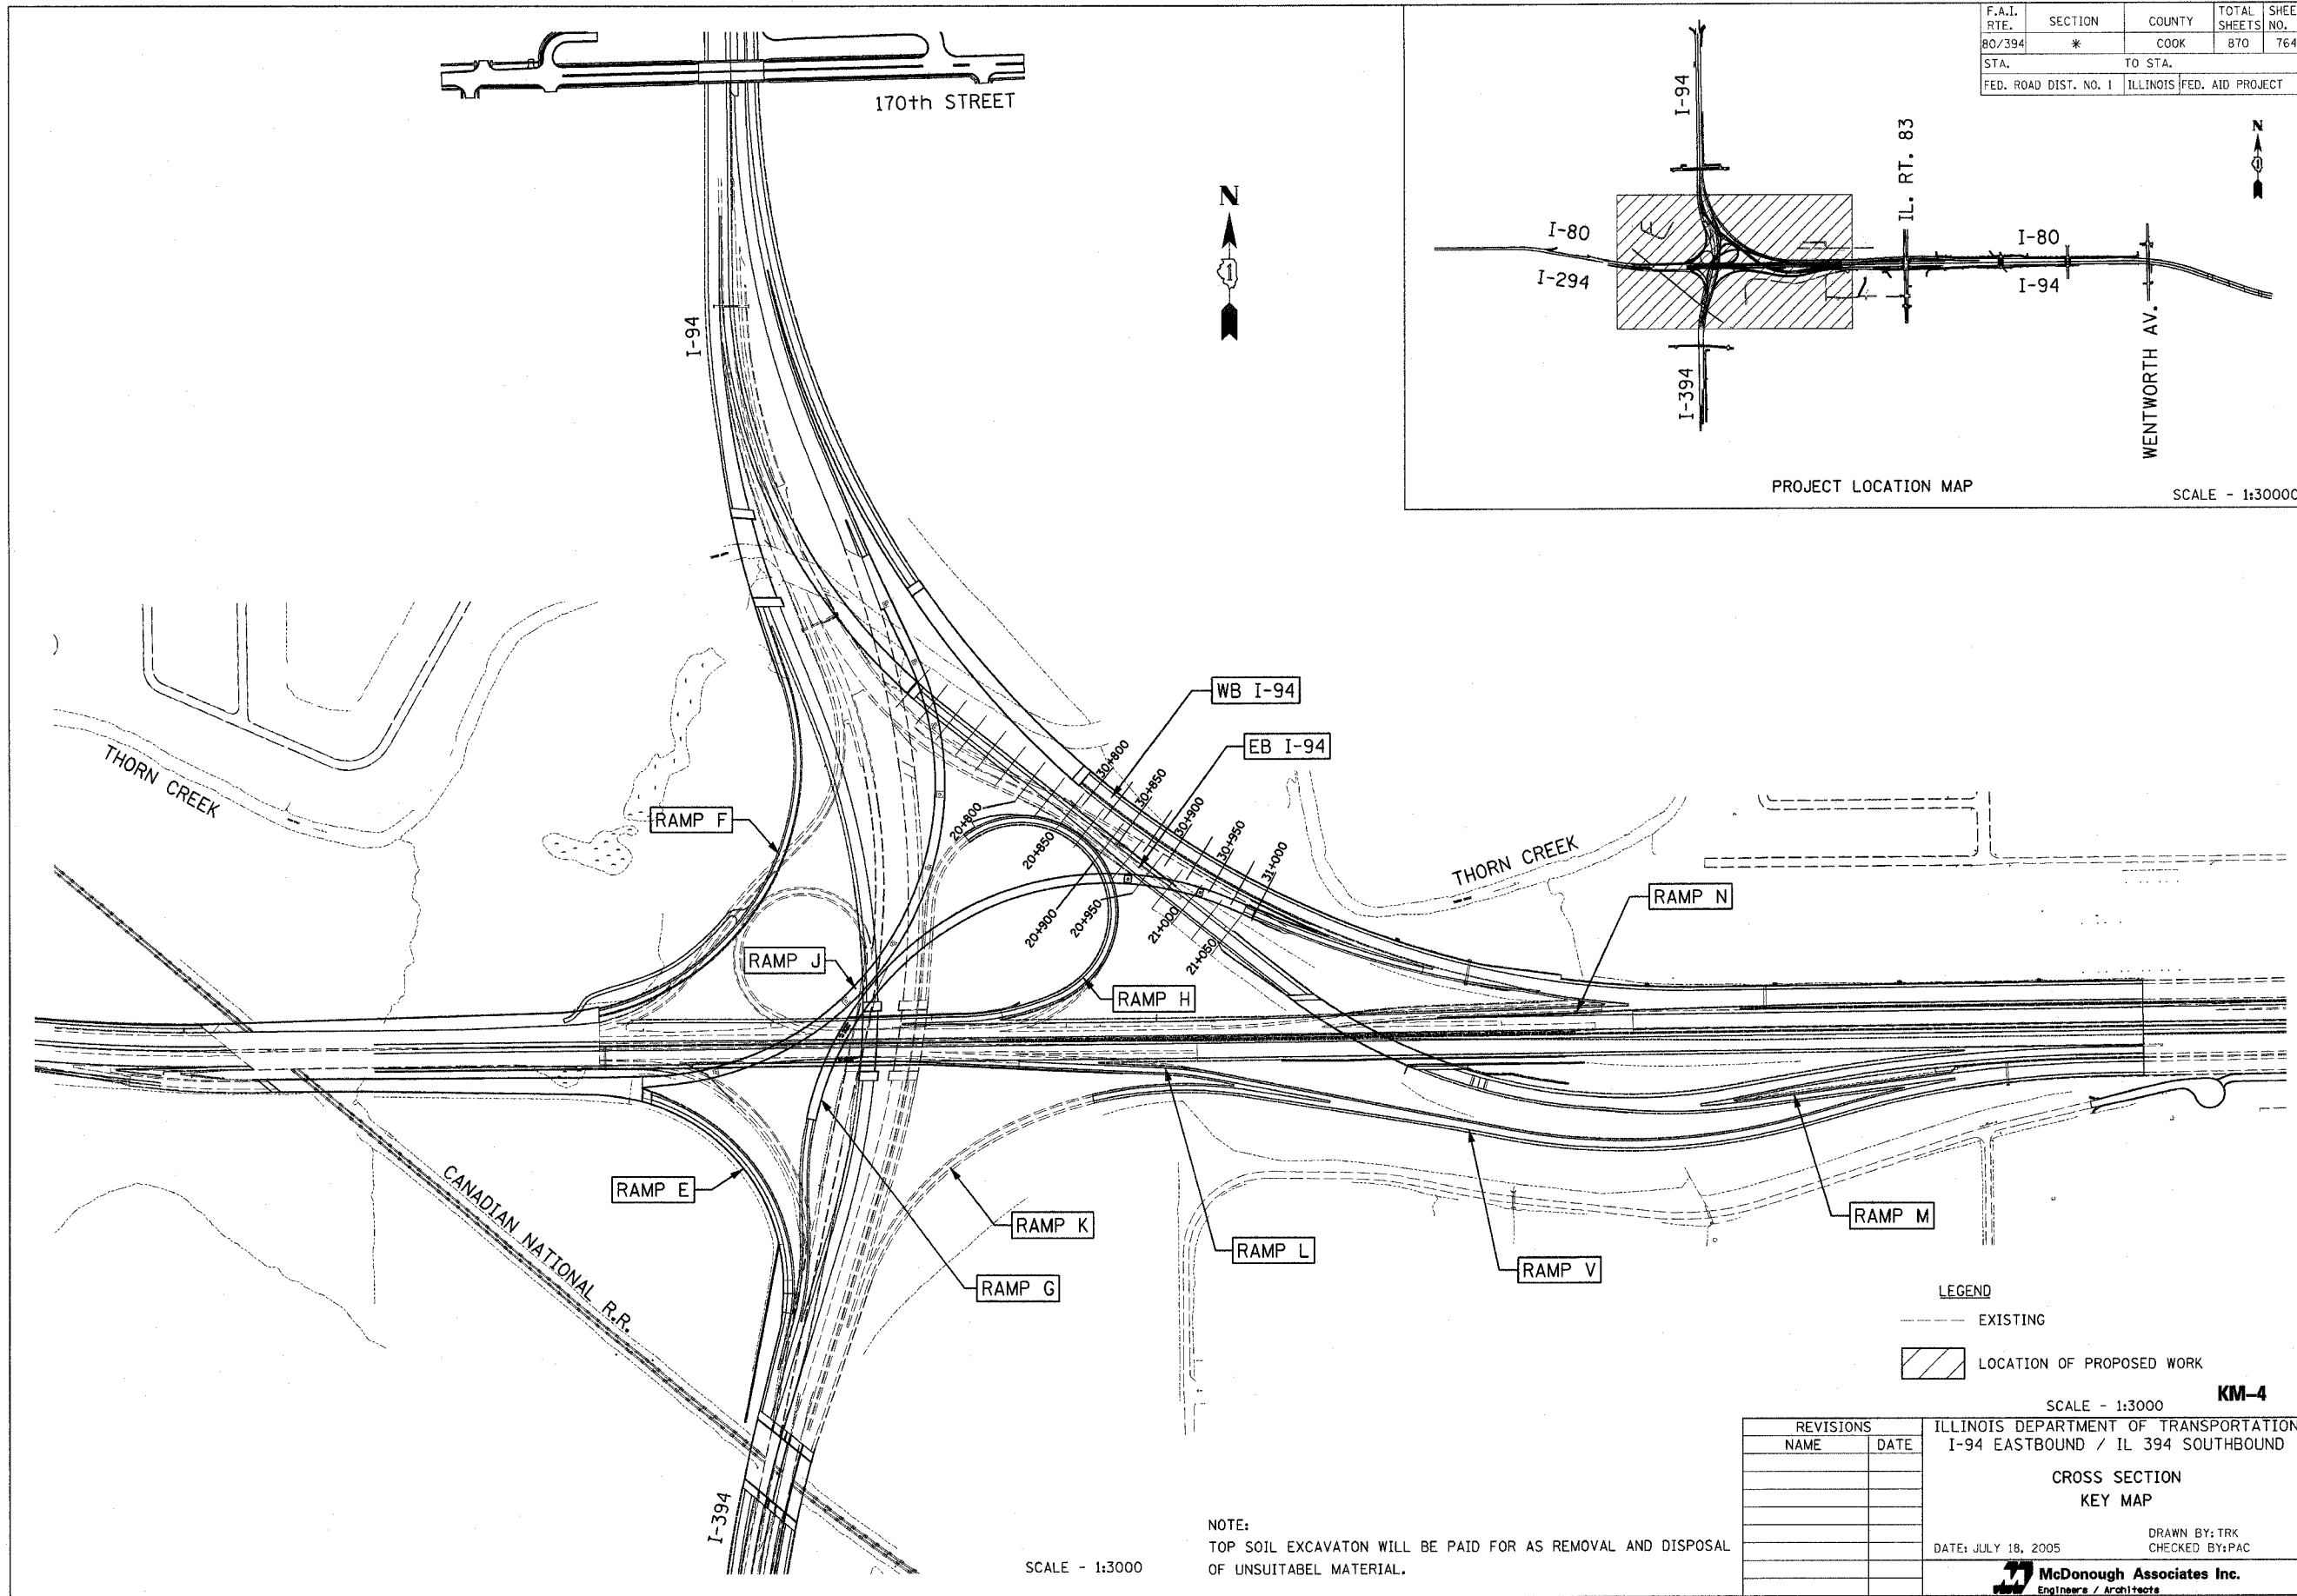 F.A.I. RTE. SECTION COUNTY TOTAL SHEETS SHEE NO.
80/394 * COOK 870 764
STA. TO STA.
FED. ROAD DIST. NO. 1 ILLINOIS FED. AID PROJECT
170th STREET
N
1
I-94
I-94
IL. RT. 83
N
I-80
I-294
I-80
I-94
I-394
WENTWORTH AV.
PROJECT LOCATION MAP
SCALE - 1:30000
WB I-94
EB I-94
THORN CREEK
RAMP F
30+800
30+850
30+900
30+950
31+000
20+800
20+850
20+900
20+950
21+000
21+050
THORN CREEK
RAMP N
RAMP J
RAMP H
RAMP E
CANADIAN NATIONAL R.R.
RAMP K
RAMP G
RAMP L
RAMP V
RAMP M
I-394
LEGEND
EXISTING
LOCATION OF PROPOSED WORK
KM-4
SCALE - 1:3000
NOTE:
TOP SOIL EXCAVATON WILL BE PAID FOR AS REMOVAL AND DISPOSAL
OF UNSUITABEL MATERIAL.
SCALE - 1:3000
REVISIONS
NAME DATE
ILLINOIS DEPARTMENT OF TRANSPORTATION
I-94 EASTBOUND / IL 394 SOUTHBOUND
CROSS SECTION
KEY MAP
DRAWN BY: TRK
DATE: JULY 18, 2005 CHECKED BY:PAC
McDonough Associates Inc.
Engineers / Architects